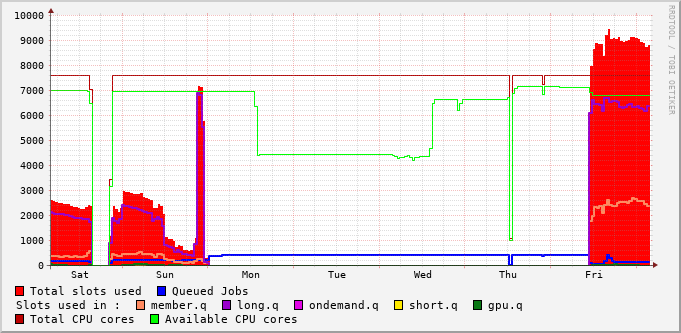 10000
9000
8000
7000
6000
5000
4000
3000
2000
1000
0
Sat Sun Mon Tue Wed Thu Fri
RRDTOOL / TOBI OETIKER
Total slots used Queued Jobs
Slots used in : member.q long.q ondemand.q short.q gpu.q
Total CPU cores Available CPU cores